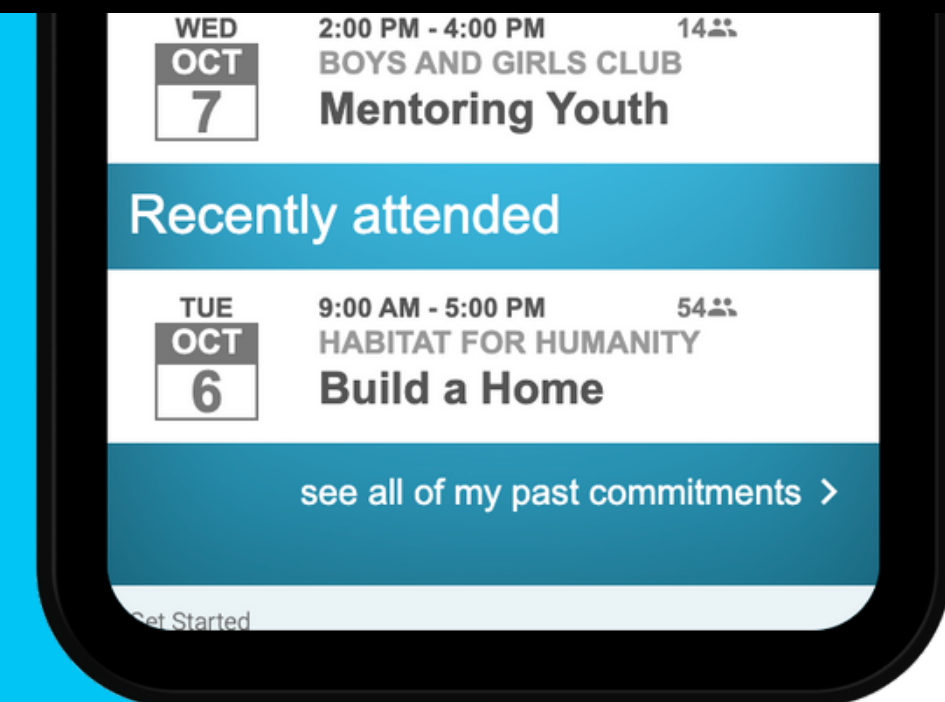 WED 2:00 PM - 4:00 PM 14
OCT BOYS AND GIRLS CLUB
7 Mentoring Youth
Recently attended
TUE 9:00 AM - 5:00 PM 54
OCT HABITAT FOR HUMANITY
6 Build a Home
see all of my past commitments >
Get Started